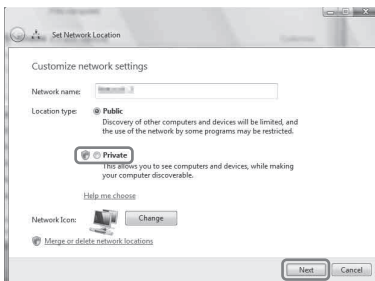 Set Network Location
Customize network settings
Network name:
Location type:
Public
Discovery of other computers and devices will be limited, and
the use of the network by some programs may be restricted.
Private
This allows you to see computers and devices, while making
your computer discoverable.
Help me choose
Network Icon:
Change
Merge or delete network locations
Next
Cancel